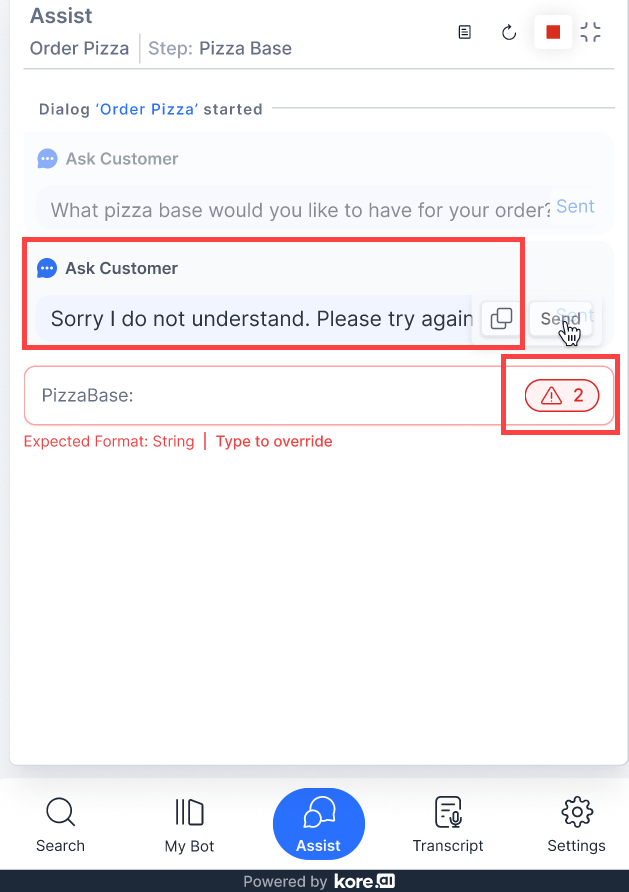 Assist
Order Pizza Step: Pizza Base
Dialog 'Order Pizza' started
Ask Customer
What pizza base would you like to have for your order? Sent
Ask Customer
Sorry I do not understand. Please try again Send Sent
PizzaBase: 2
Expected Format: String | Type to override
Search My Bot Assist Transcript Settings
Powered by kore.ai